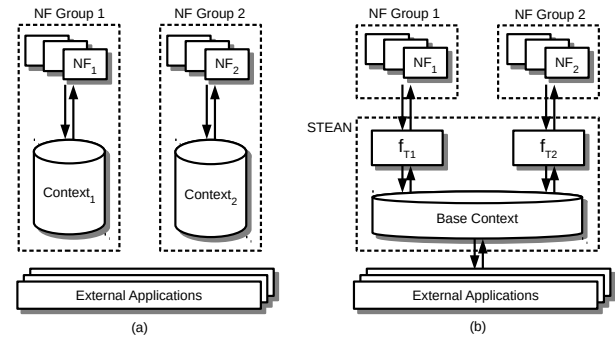 NF Group 1
NF Group 2
NF1
NF2
Context1
Context2
External Applications
(a)
NF Group 1
NF Group 2
NF1
NF2
STEAN
fT1
fT2
Base Context
External Applications
(b)